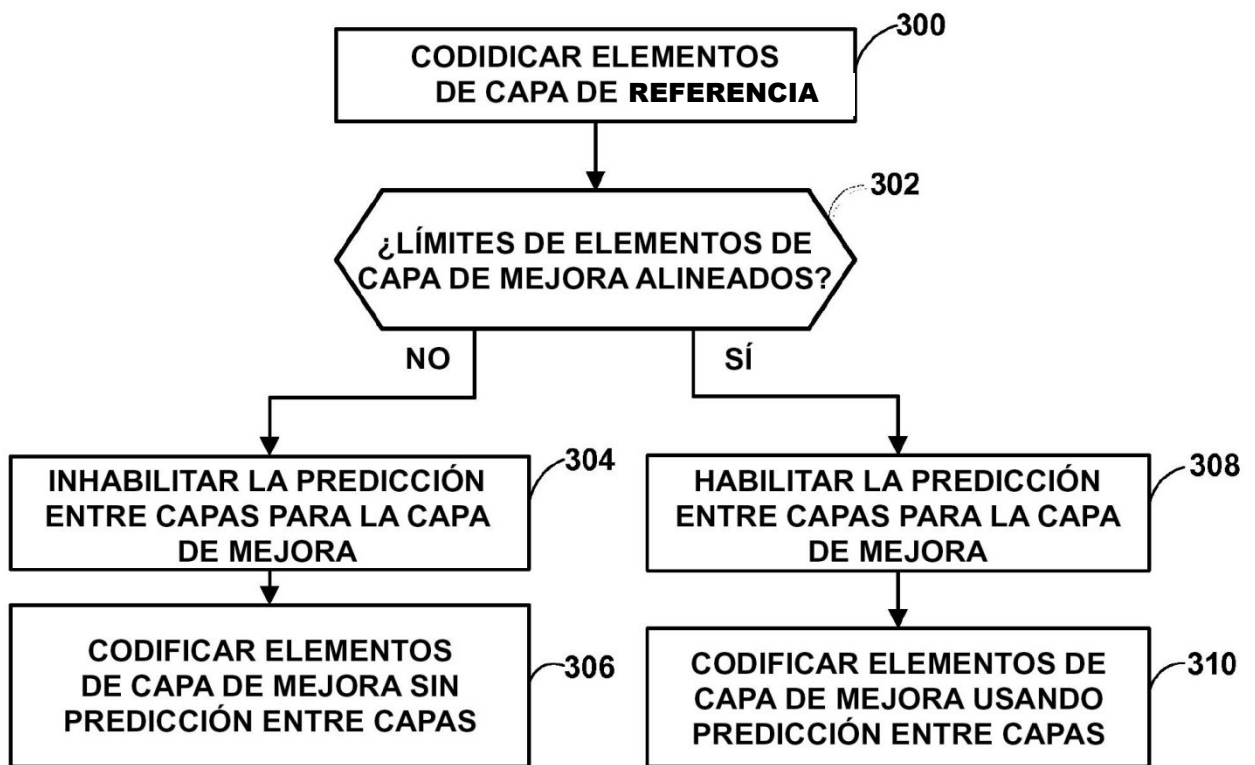 300
CODIDICAR ELEMENTOS
DE CAPA DE REFERENCIA
302
¿LÍMITES DE ELEMENTOS DE
CAPA DE MEJORA ALINEADOS?
NO
SÍ
304
INHABILITAR LA PREDICCIÓN
ENTRE CAPAS PARA LA CAPA
DE MEJORA
308
HABILITAR LA PREDICCIÓN
ENTRE CAPAS PARA LA CAPA
DE MEJORA
306
CODIFICAR ELEMENTOS
DE CAPA DE MEJORA SIN
PREDICCIÓN ENTRE CAPAS
310
CODIFICAR ELEMENTOS DE
CAPA DE MEJORA USANDO
PREDICCIÓN ENTRE CAPAS